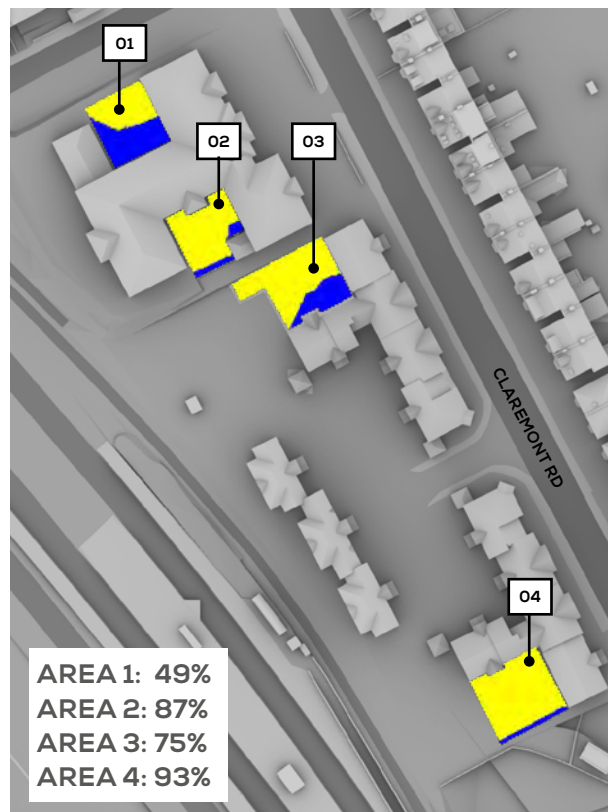 01
02
03
CLAREMONT RD
04
AREA 1: 49%
AREA 2: 87%
AREA 3: 75%
AREA 4: 93%